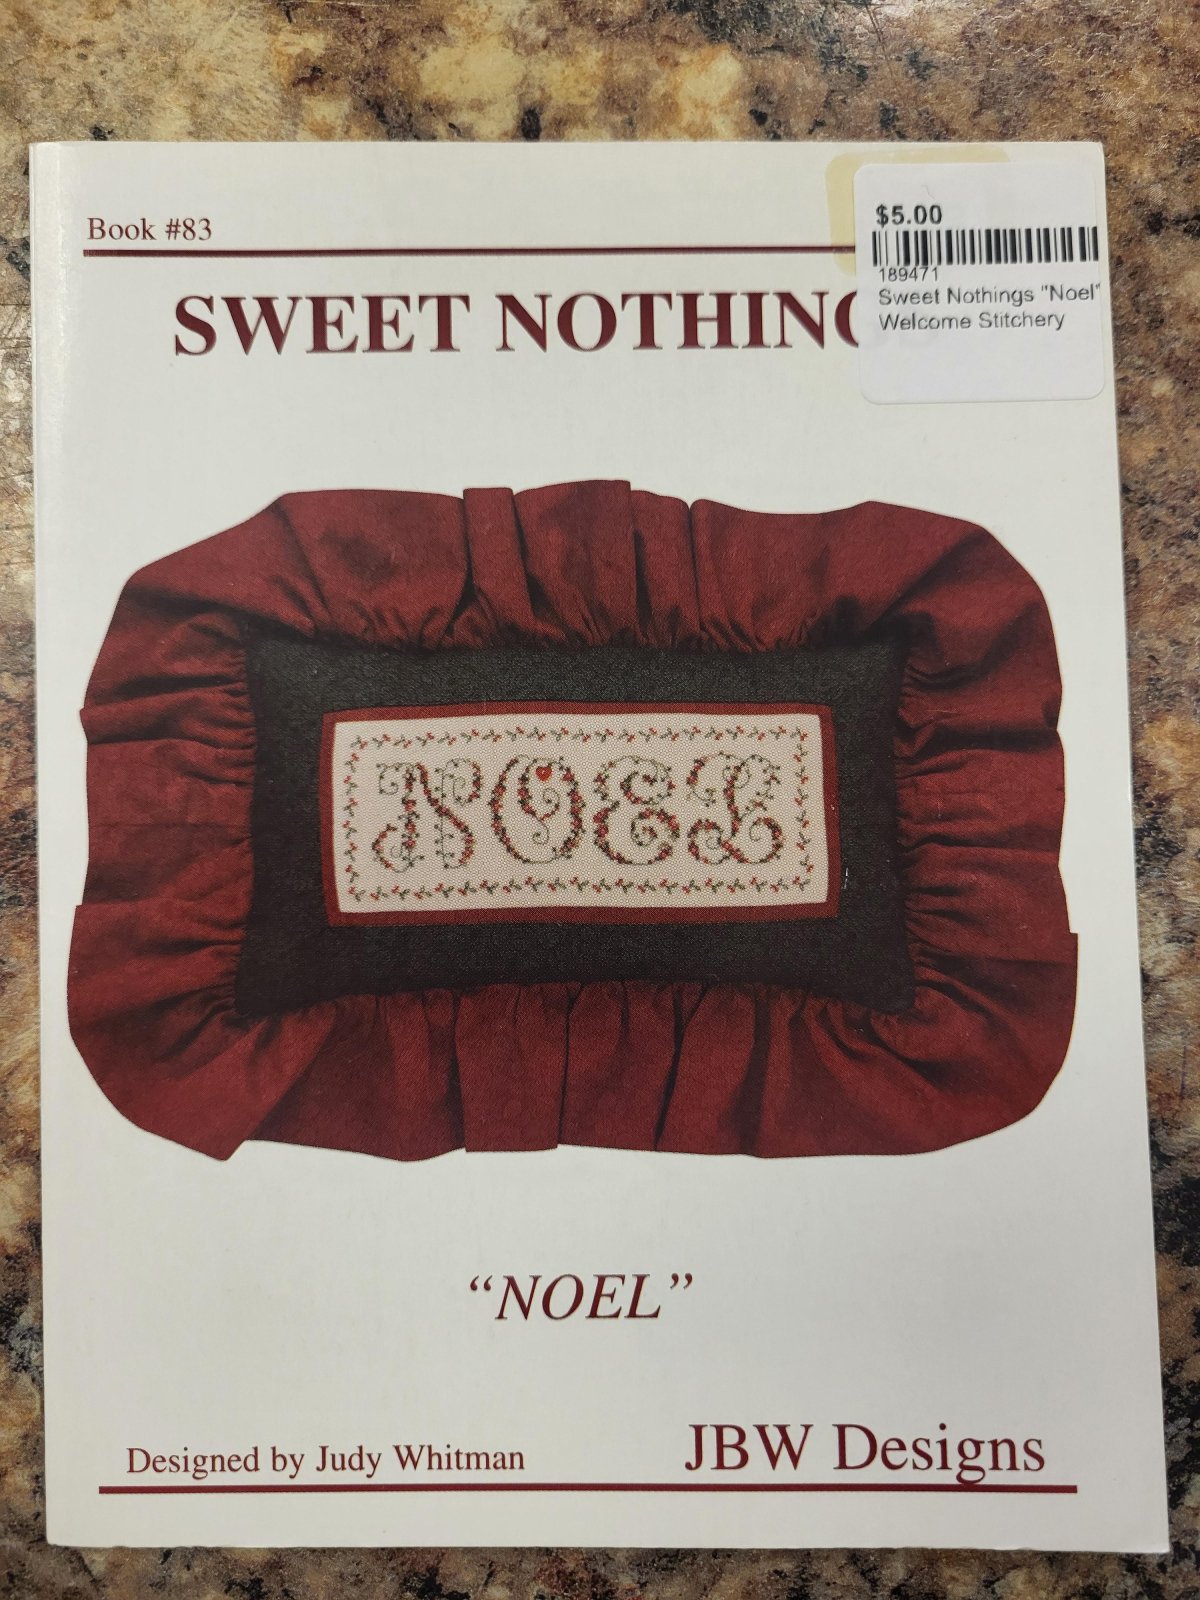 Book #83
$5.00
189471
Sweet Nothings "Noel"
Welcome Stitchery
SWEET NOTHINGS
NOEL
“NOEL”
Designed by Judy Whitman
JBW Designs